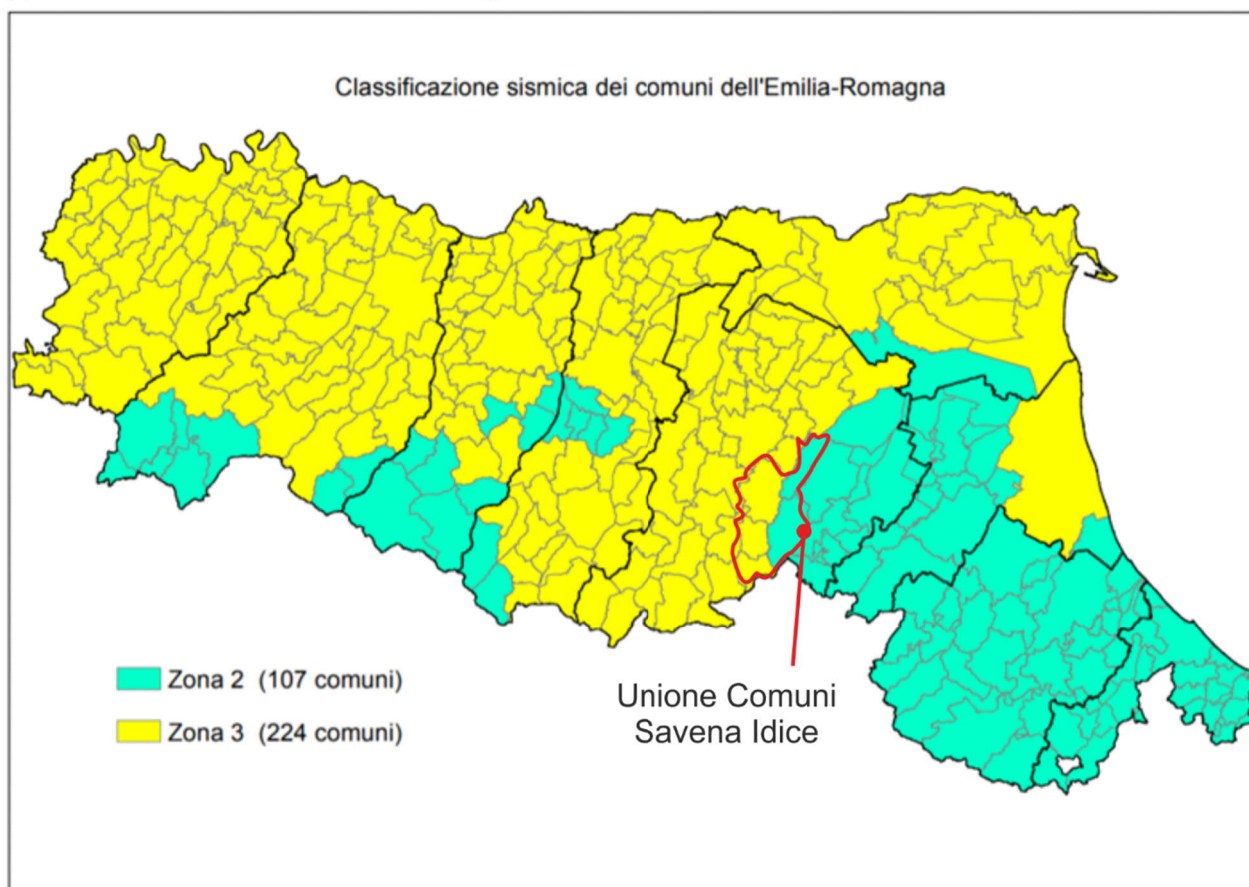 Classificazione sismica dei comuni dell'Emilia-Romagna
Zona 2 (107 comuni)
Zona 3 (224 comuni)
Unione Comuni
Savena Idice